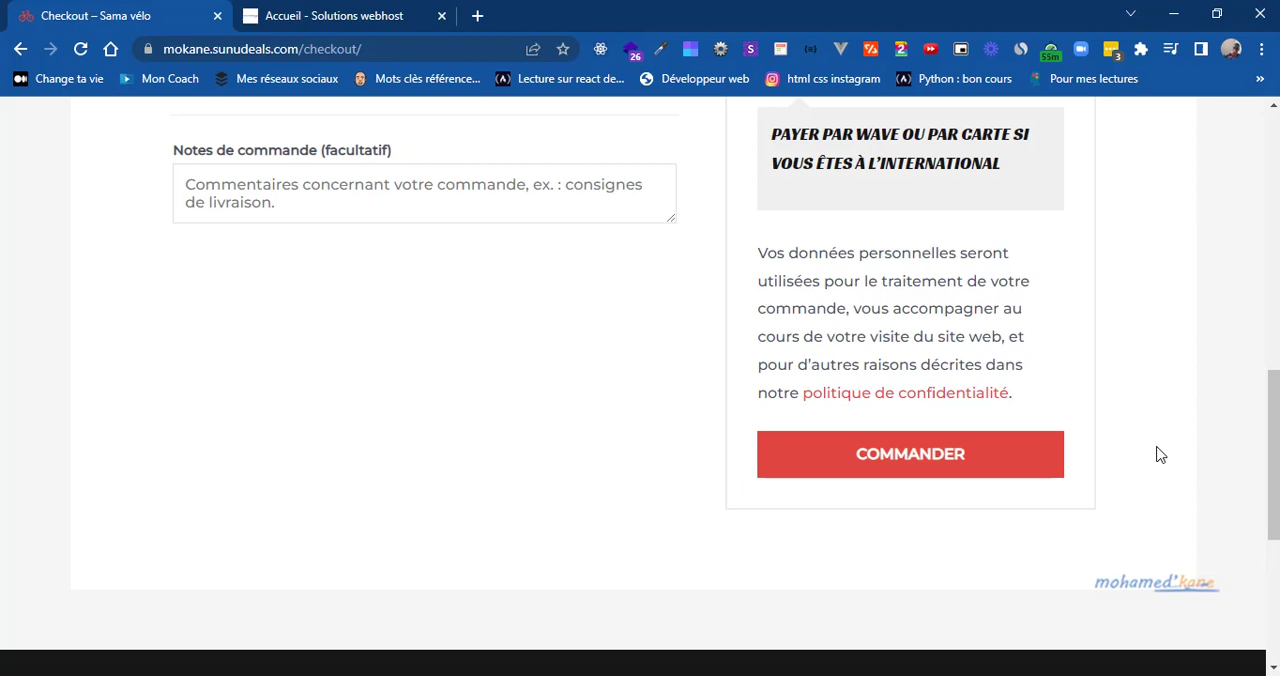 Checkout – Sama vélo
Accueil - Solutions webhost
mokane.sunudeals.com/checkout/
26
S
2
55m
3
Change ta vie
Mon Coach
Mes réseaux sociaux
Mots clès référence...
Lecture sur react de...
Développeur web
html css instagram
Python : bon cours
Pour mes lectures
»
Notes de commande (facultatif)
Commentaires concernant votre commande, ex. : consignes
de livraison.
PAYER PAR WAVE OU PAR CARTE SI
VOUS ÊTES À L'INTERNATIONAL
Vos données personnelles seront
utilisées pour le traitement de votre
commande, vous accompagner au
cours de votre visite du site web, et
pour d'autres raisons décrites dans
notre politique de confidentialité.
COMMANDER
mohamed'kane